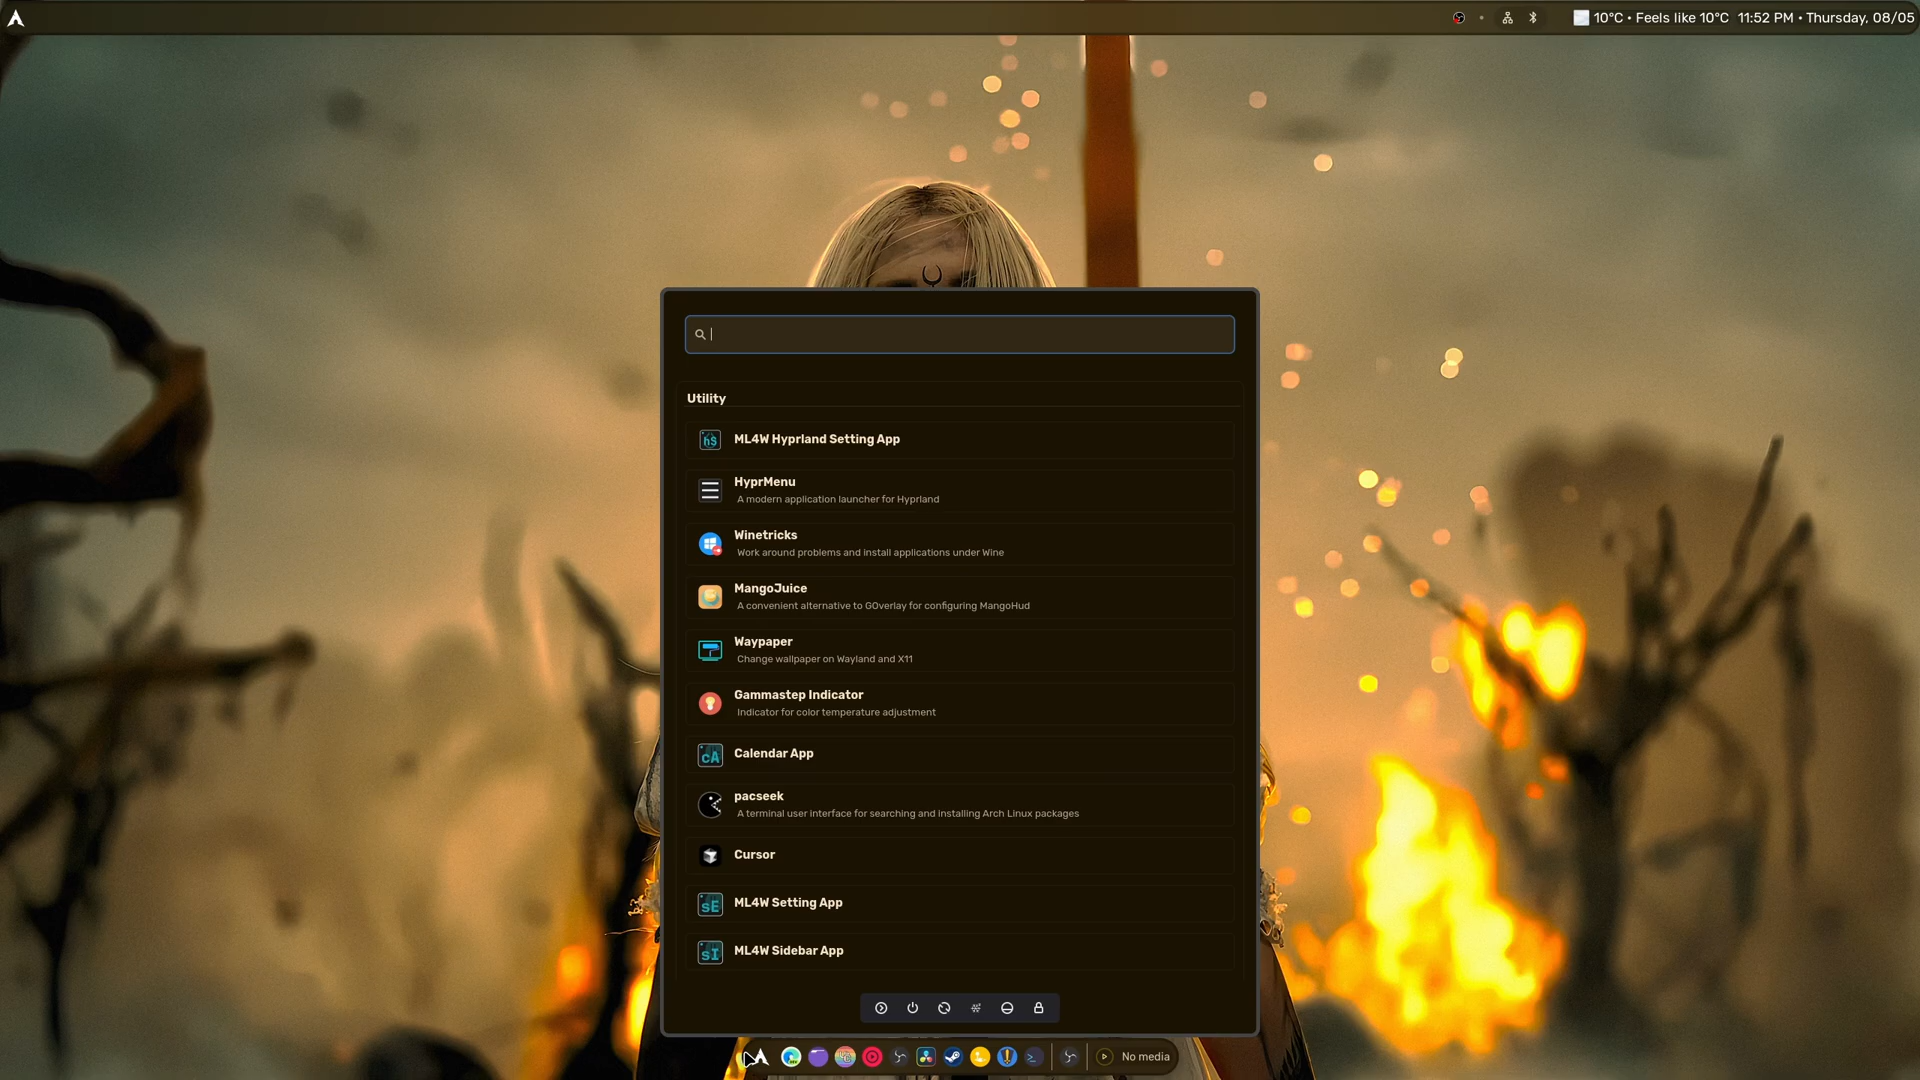 10°C • Feels like 10°C 11:52 PM • Thursday, 08/05
Utility
ML4W Hyprland Setting App
HyprMenu
A modern application launcher for Hyprland
Winetricks
Work around problems and install applications under Wine
MangoJuice
A convenient alternative to GOverlay for configuring MangoHud
Waypaper
Change wallpaper on Wayland and X11
Gammastep Indicator
Indicator for color temperature adjustment
Calendar App
pacseek
A terminal user interface for searching and installing Arch Linux packages
Cursor
ML4W Setting App
ML4W Sidebar App
No media